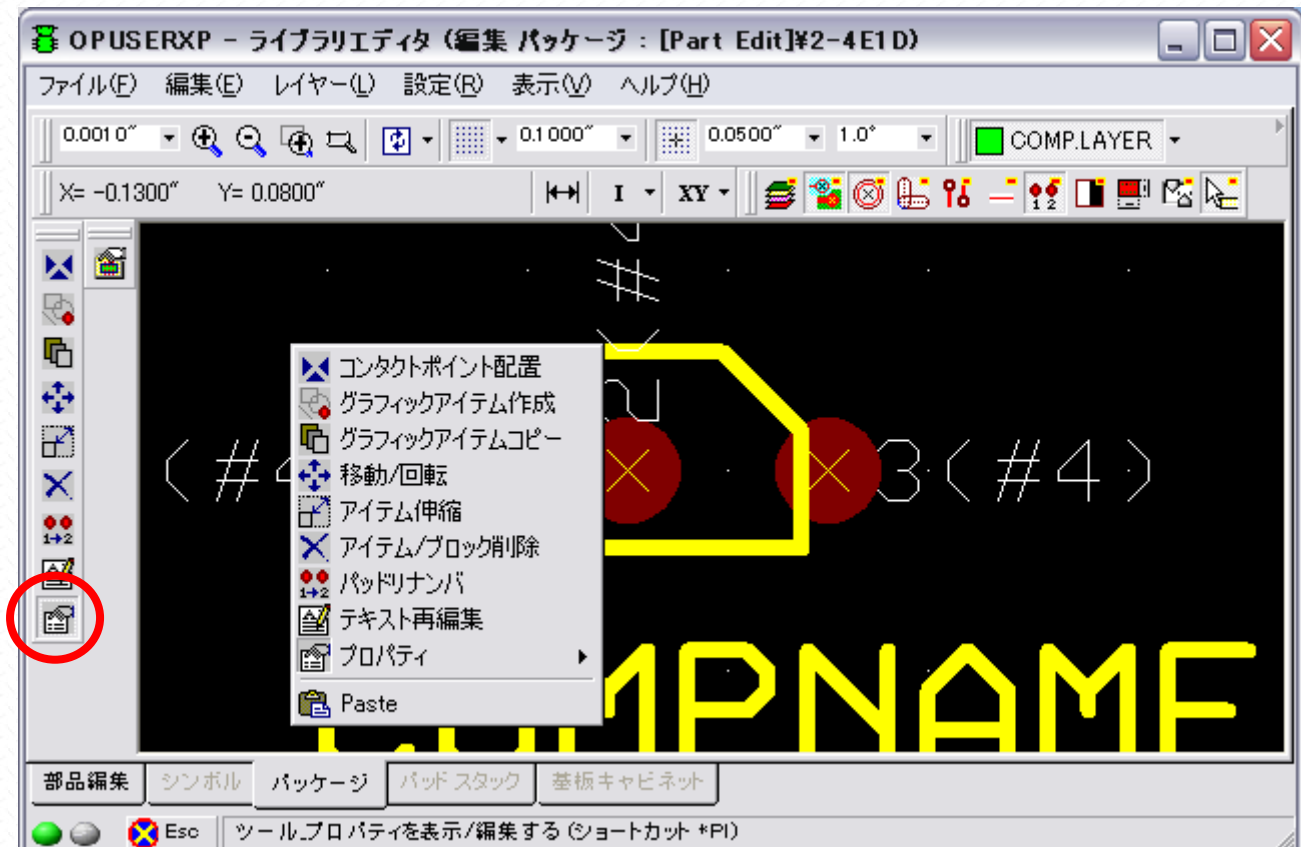 OPUSERXP - ライブラリエディタ (編集 パッケージ : [Part Edit]¥2-4E1D)
ファイル(F) 編集(E) レイヤー(L) 設定(R) 表示(V) ヘルプ(H)
0.0010″ 0.1000″ 0.0500″ 1.0° COMP.LAYER
X= -0.1300″ Y= 0.0800″ I XY
コンタクトポイント配置
グラフィックアイテム作成
グラフィックアイテムコピー
移動/回転
アイテム伸縮
アイテム/ブロック削除
パッドリナンバ
テキスト再編集
プロパティ
Paste
(#4
3(#4)
2(#
COMPNAME
部品編集 シンボル パッケージ パッド スタック 基板キャビネット
Esc ツール_プロパティを表示/編集する (ショートカット *PI)